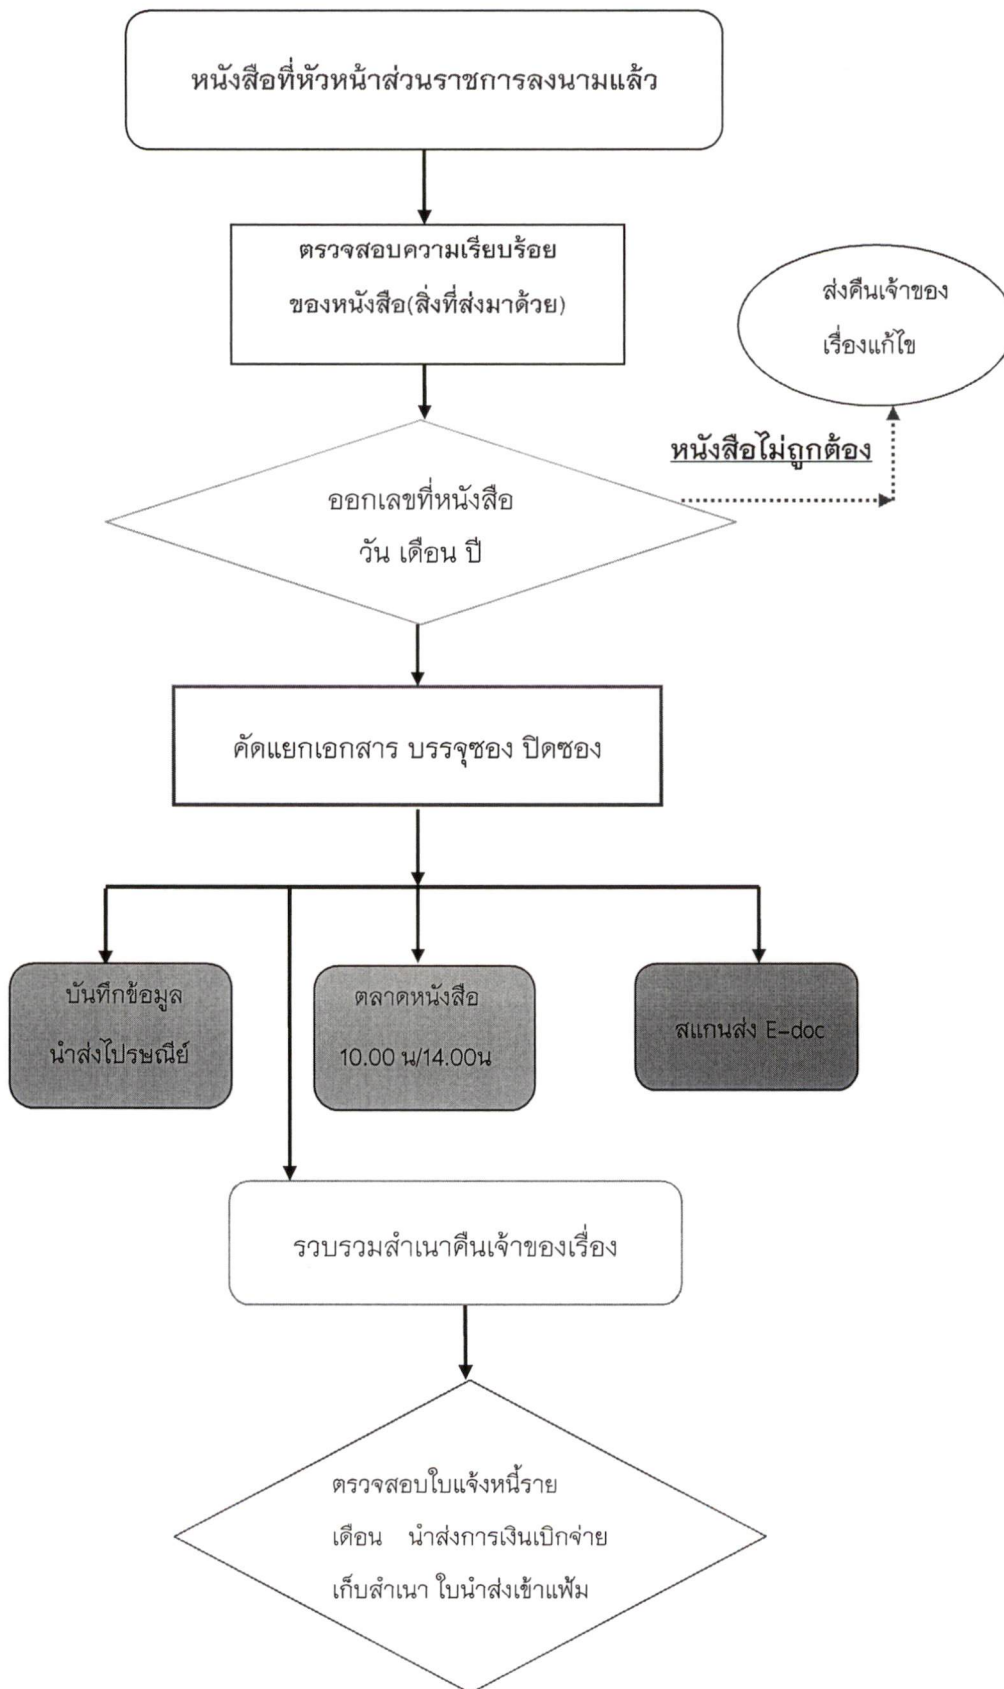 หนังสือที่หัวหน้าส่วนราชการลงนามแล้ว
ตรวจสอบความเรียบร้อย
ของหนังสือ(สิ่งที่ส่งมาด้วย)
ส่งคืนเจ้าของ
เรื่องแก้ไข
หนังสือไม่ถูกต้อง
ออกเลขที่หนังสือ
วัน เดือน ปี
คัดแยกเอกสาร บรรจุซอง ปิดซอง
บันทึกข้อมูล
นำส่งไปรษณีย์
ตลาดหนังสือ
10.00 น/14.00น
สแกนส่ง E-doc
รวบรวมสำเนาคืนเจ้าของเรื่อง
ตรวจสอบใบแจ้งหนี้ราย
เดือน นำส่งการเงินเบิกจ่าย
เก็บสำเนา ใบนำส่งเข้าแฟ้ม